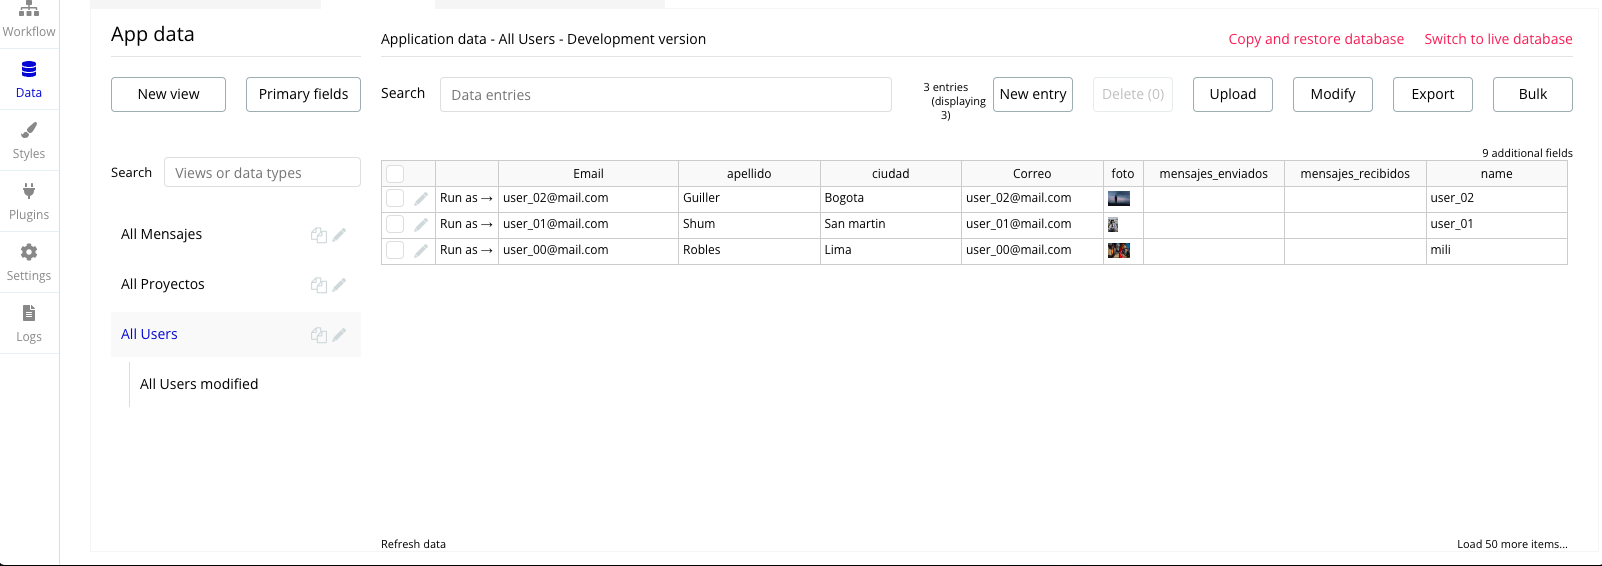 Workflow
Data
Styles
Plugins
Settings
Logs
App data
New view
Primary fields
Search
Views or data types
All Mensajes
All Proyectos
All Users
All Users modified
Application data - All Users - Development version
Copy and restore database
Switch to live database
Search
Data entries
3 entries
(displaying
3)
New entry
Delete (0)
Upload
Modify
Export
Bulk
9 additional fields
Email apellido ciudad Correo foto mensajes_enviados mensajes_recibidos name
Run as → user_02@mail.com Guiller Bogota user_02@mail.com user_02
Run as → user_01@mail.com Shum San martin user_01@mail.com user_01
Run as → user_00@mail.com Robles Lima user_00@mail.com mili
Refresh data
Load 50 more items...